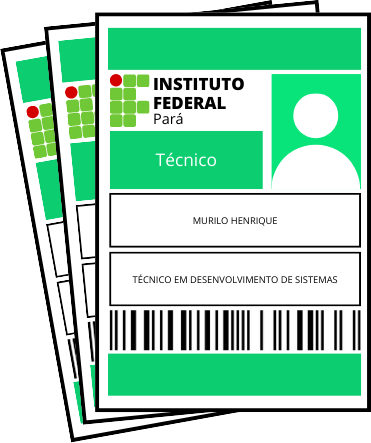 INSTITUTO
FEDERAL
Pará
Técnico
MURILO HENRIQUE
TÉCNICO EM DESENVOLVIMENTO DE SISTEMAS